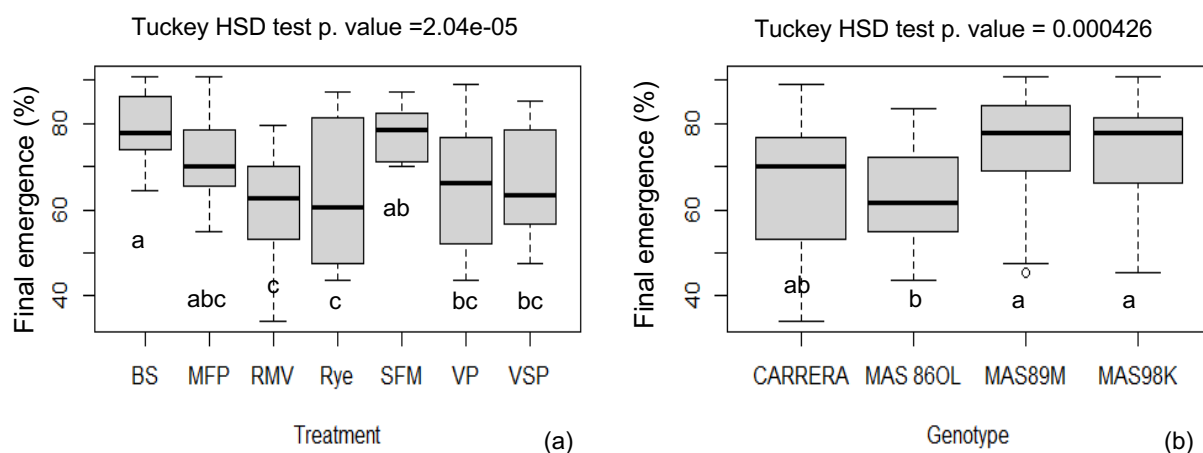 Tuckey HSD test p. value =2.04e-05
Final emergence (%)
80
60
40
a
abc
c
c
ab
bc
bc
BS MFP RMV Rye SFM VP VSP
Treatment
(a)
Tuckey HSD test p. value = 0.000426
Final emergence (%)
80
60
40
ab
b
a
a
CARRERA MAS 86OL MAS89M MAS98K
Genotype
(b)